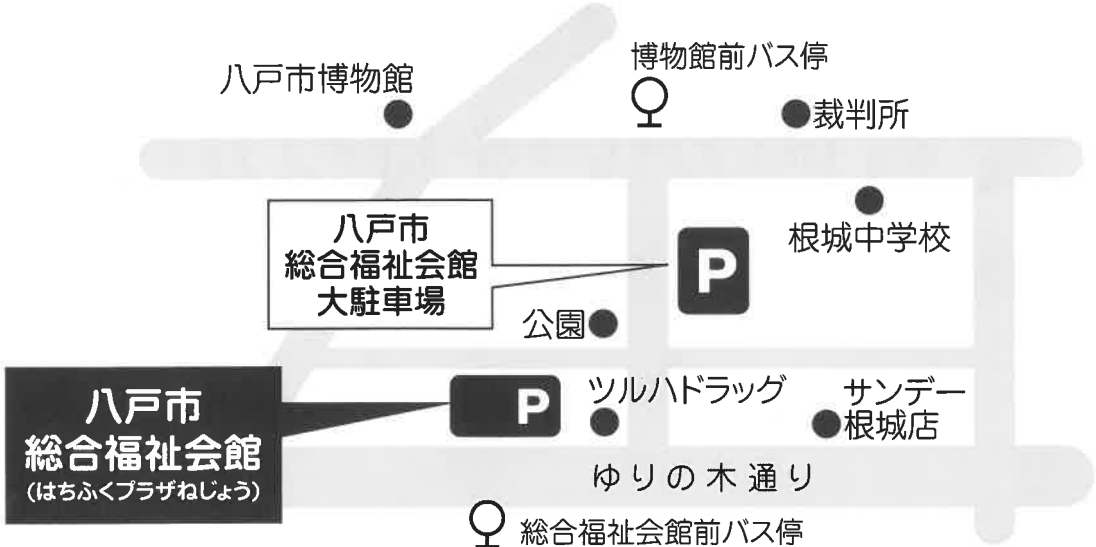 博物館前バス停
八戸市博物館
裁判所
八戸市
総合福祉会館
大駐車場
P
根城中学校
公園
八戸市
総合福祉会館
(はちふくプラザねじょう)
P
ツルハドラッグ
サンデー
根城店
ゆりの木通り
総合福祉会館前バス停